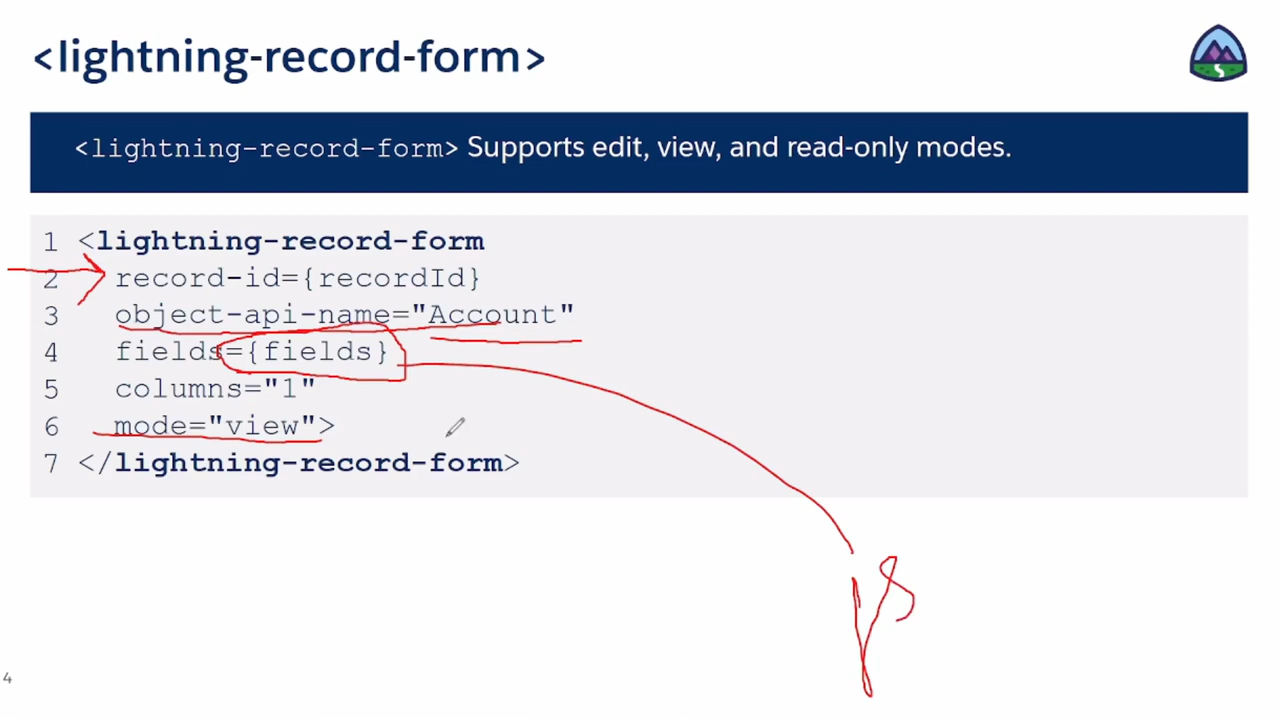 <lightning-record-form>
<lightning-record-form> Supports edit, view, and read-only modes.
1 <lightning-record-form
2 record-id={recordId}
3 object-api-name="Account"
4 fields={fields}
5 columns="1"
6 mode="view">
7 </lightning-record-form>
js
4